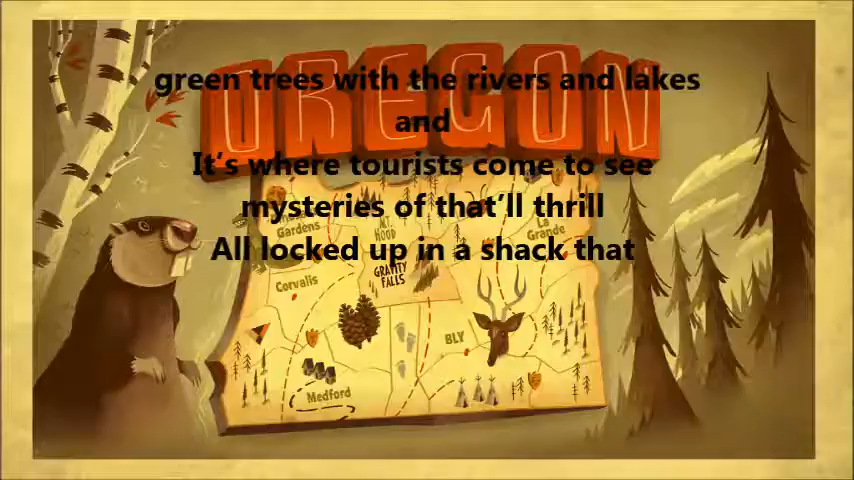 OREGON
green trees with the rivers and lakes
and
It's where tourists come to see
mysteries of that'll thrill
All locked up in a shack that
Gardens
MT. HOOD
La Grande
GRAVITY FALLS
Corvalis
BLY
Medford